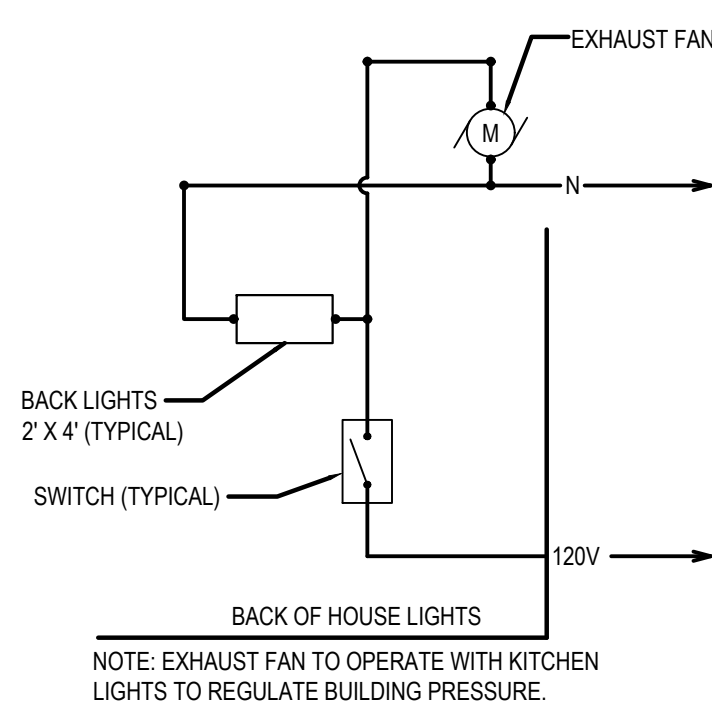 EXHAUST FAN
M
N
BACK LIGHTS
2' X 4' (TYPICAL)
SWITCH (TYPICAL)
120V
BACK OF HOUSE LIGHTS
NOTE: EXHAUST FAN TO OPERATE WITH KITCHEN
LIGHTS TO REGULATE BUILDING PRESSURE.